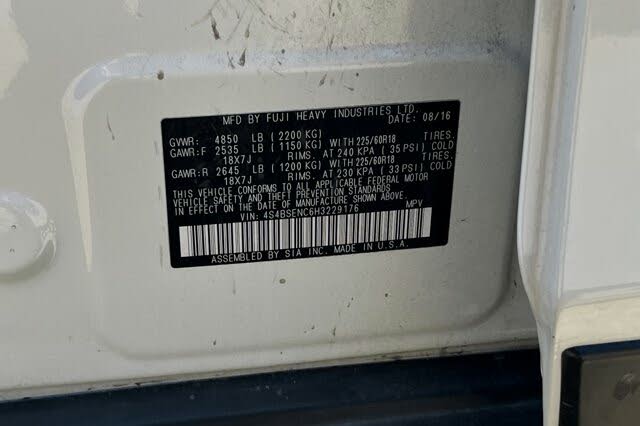 MFD BY FUJI HEAVY INDUSTRIES LTD.
DATE: 08/16
GVWR: 4850 LB (2200 KG)
GAWR:F 2535 LB (1150 KG) WITH 225/60R18 TIRES.
18X7J RIMS. AT 240 KPA (35 PSI) COLD
GAWR:R 2645 LB (1200 KG) WITH 225/60R18 TIRES.
18X7J RIMS. AT 230 KPA (33 PSI) COLD
THIS VEHICLE CONFORMS TO ALL APPLICABLE FEDERAL MOTOR
VEHICLE SAFETY AND THEFT PREVENTION STANDARDS
IN EFFECT ON THE DATE OF MANUFACTURE SHOWN ABOVE.
VIN: 4S4BSENC6H3229176 MPV
ASSEMBLED BY SIA INC. MADE IN U.S.A.